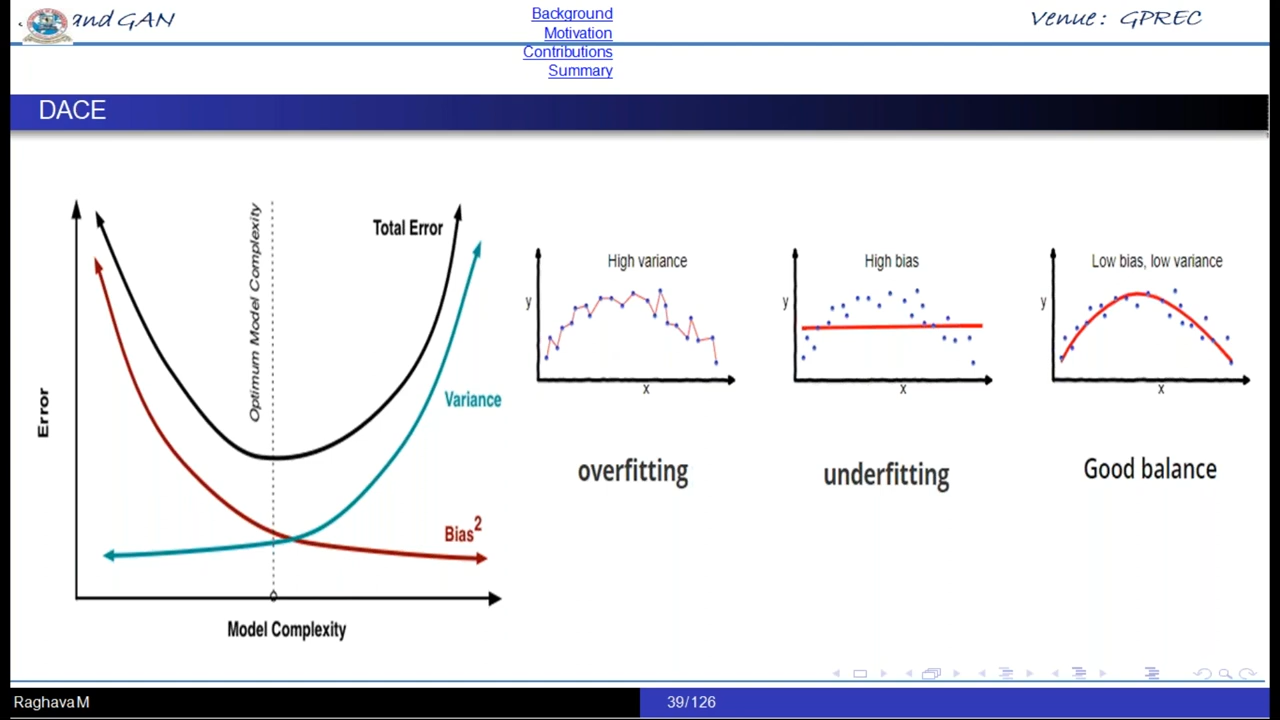 and GAN
Background
Motivation
Contributions
Summary
Venue: GPREC
DACE
Error
Optimum Model Complexity
Total Error
Variance
Bias²
Model Complexity
High variance
y
x
overfitting
High bias
y
x
underfitting
Low bias, low variance
y
x
Good balance
Raghava M
39/126